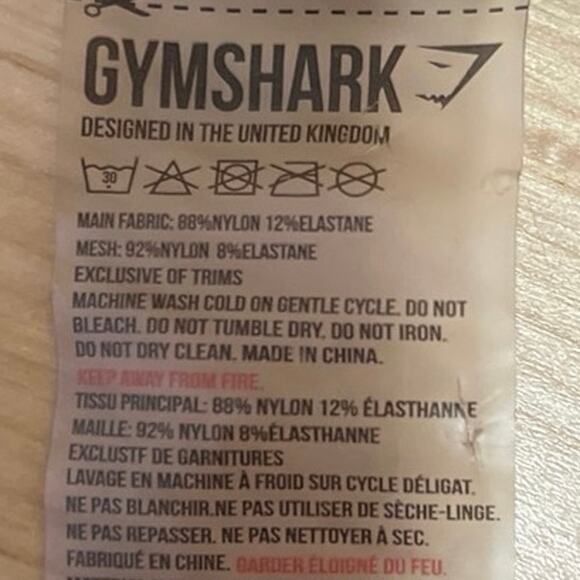 GYMSHARK
DESIGNED IN THE UNITED KINGDOM
30
MAIN FABRIC: 88%NYLON 12%ELASTANE
MESH: 92%NYLON 8%ELASTANE
EXCLUSIVE OF TRIMS
MACHINE WASH COLD ON GENTLE CYCLE. DO NOT
BLEACH. DO NOT TUMBLE DRY, DO NOT IRON.
DO NOT DRY CLEAN. MADE IN CHINA.
KEEP AWAY FROM FIRE.
TISSU PRINCIPAL: 88% NYLON 12% ÉLASTHANNE
MAILLE: 92% NYLON 8%ÉLASTHANNE
EXCLUSTF DE GARNITURES
LAVAGE EN MACHINE À FROID SUR CYCLE DÉLIGAT.
NE PAS BLANCHIR.NE PAS UTILISER DE SÈCHE-LINGE.
NE PAS REPASSER. NE PAS NETTOYER À SEC.
FABRIQUÉ EN CHINE. GARDER ÉLOIGNÉ DU FEU.